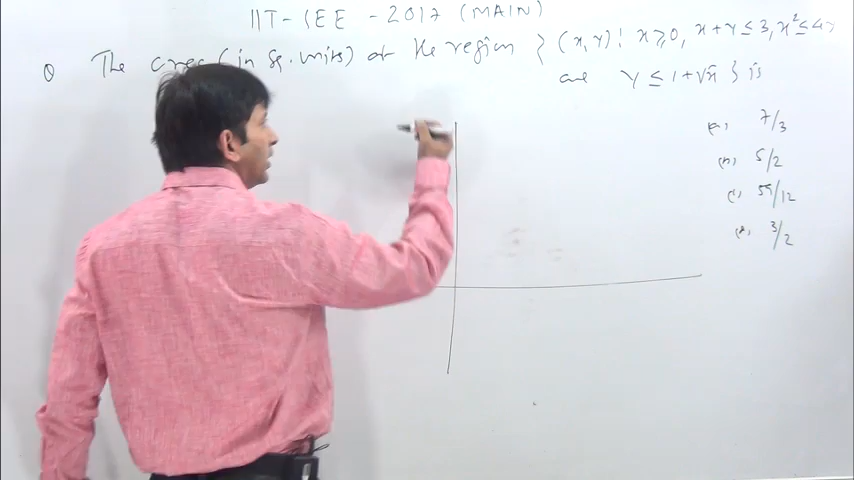 IIT-JEE - 2017 (MAIN)
Q The area (in sq. units) of the region { (x,y) : x ≥ 0, x + y ≤ 3, x² ≤ 4y
and y ≤ 1 + √x } is
(a) 7/3
(b) 5/2
(c) 59/12
(d) 3/2